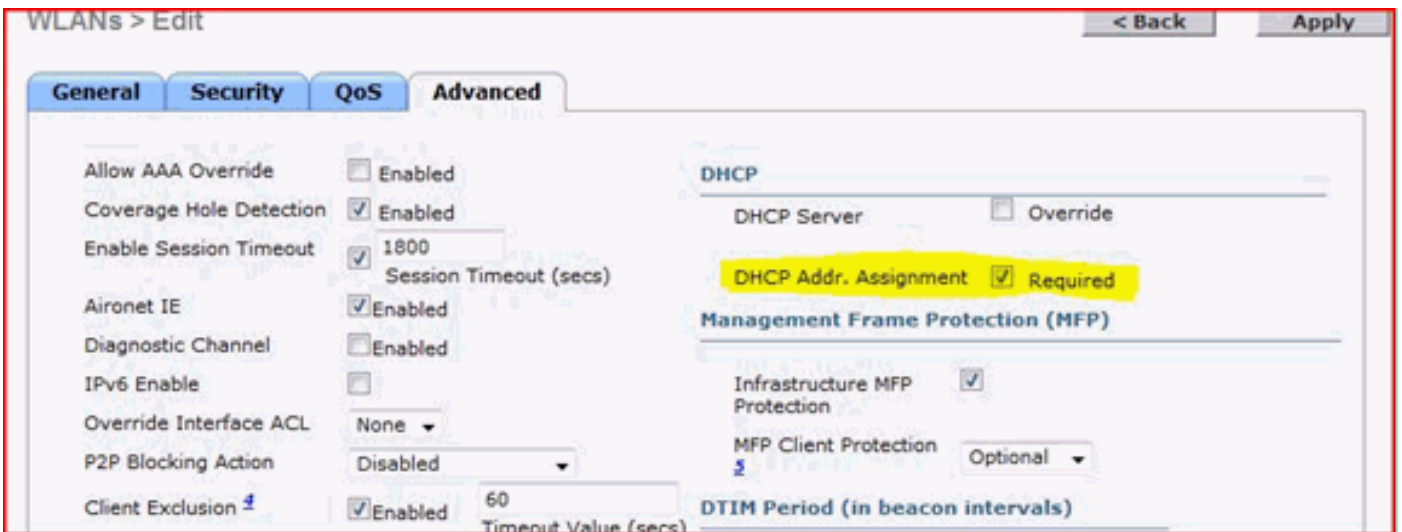 WLANs > Edit
< Back
Apply
General
Security
QoS
Advanced
Allow AAA Override
Enabled
Coverage Hole Detection
Enabled
Enable Session Timeout
1800
Session Timeout (secs)
Aironet IE
Enabled
Diagnostic Channel
Enabled
IPv6 Enable
Override Interface ACL
None
P2P Blocking Action
Disabled
Client Exclusion 4
Enabled
60
Timeout Value (secs)
DHCP
DHCP Server
Override
DHCP Addr. Assignment
Required
Management Frame Protection (MFP)
Infrastructure MFP
Protection
MFP Client Protection
5
Optional
DTIM Period (in beacon intervals)